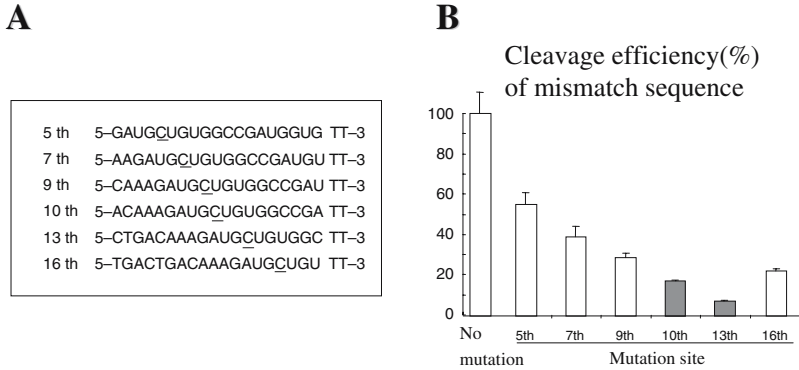 A
5 th 5–GAUGCUGUGGCCGAUGGUG TT–3
7 th 5–AAGAUGCUGUGGCCGAUGU TT–3
9 th 5–CAAAGAUGCUGUGGCCGAU TT–3
10 th 5–ACAAAGAUGCUGUGGCCGA TT–3
13 th 5–CTGACAAAGAUGCUGUGGC TT–3
16 th 5–TGACTGACAAAGAUGCUGU TT–3
B
Cleavage efficiency(%)
of mismatch sequence
100
80
60
40
20
0
No
mutation
5th 7th 9th 10th 13th 16th
Mutation site